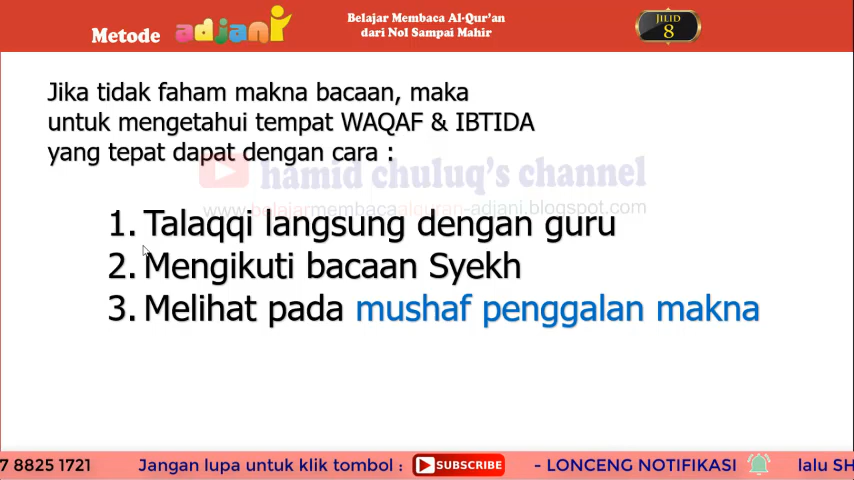 Metode adjani
Belajar Membaca Al-Qur'an
dari Nol Sampai Mahir
JILID
8
Jika tidak faham makna bacaan, maka
untuk mengetahui tempat WAQAF & IBTIDA
yang tepat dapat dengan cara :
hamid chuluq's channel
www.belajarmembacaalquran-adjani.blogspot.com
1. Talaqqi langsung dengan guru
2. Mengikuti bacaan Syekh
3. Melihat pada mushaf penggalan makna
7 8825 1721 Jangan lupa untuk klik tombol : SUBSCRIBE - LONCENG NOTIFIKASI lalu SH